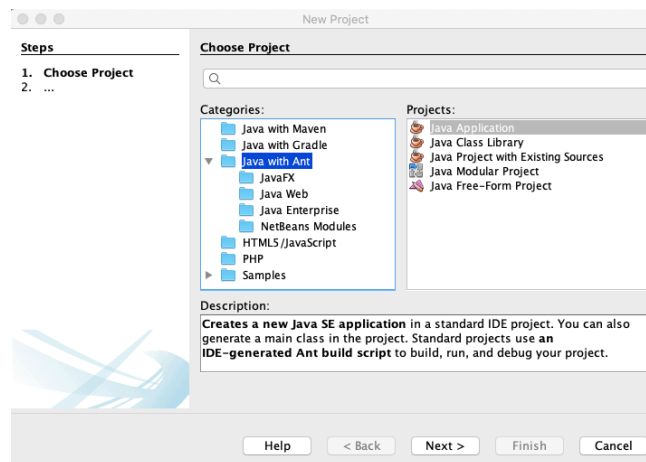 New Project
Steps
1. Choose Project
2. ...
Choose Project
Categories:
Java with Maven
Java with Gradle
Java with Ant
JavaFX
Java Web
Java Enterprise
NetBeans Modules
HTML5/JavaScript
PHP
Samples
Projects:
Java Application
Java Class Library
Java Project with Existing Sources
Java Modular Project
Java Free-Form Project
Description:
Creates a new Java SE application in a standard IDE project. You can also
generate a main class in the project. Standard projects use an
IDE-generated Ant build script to build, run, and debug your project.
Help
< Back
Next >
Finish
Cancel